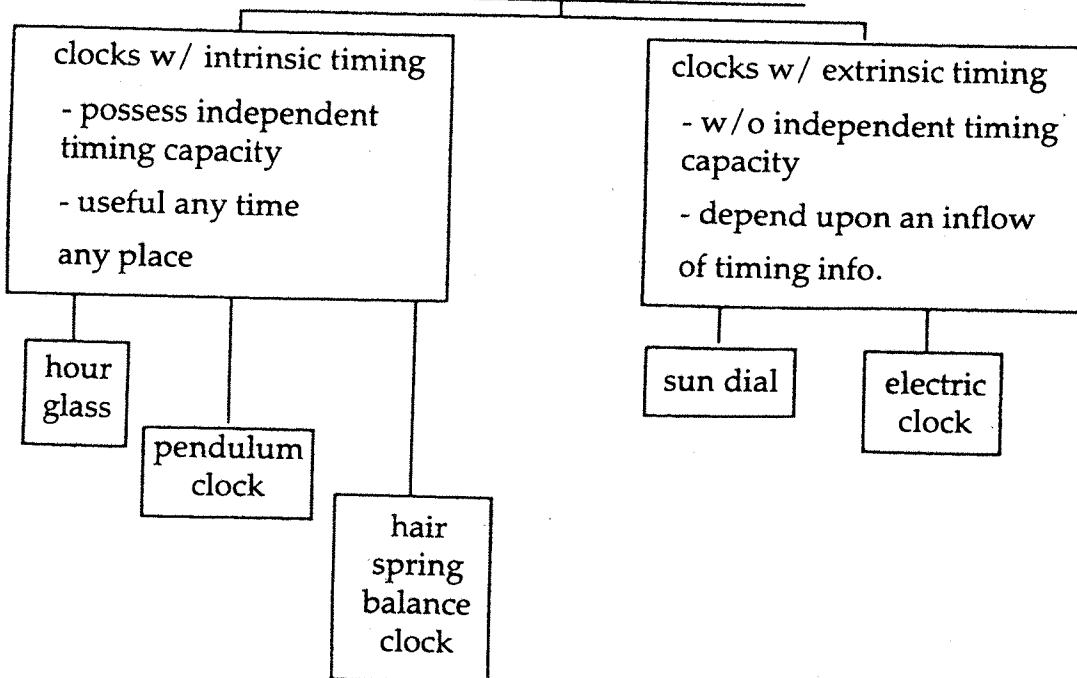 clocks w/ intrinsic timing
- possess independent
timing capacity
- useful any time
any place
clocks w/ extrinsic timing
- w/o independent timing
capacity
- depend upon an inflow
of timing info.
hour
glass
pendulum
clock
hair
spring
balance
clock
sun dial
electric
clock